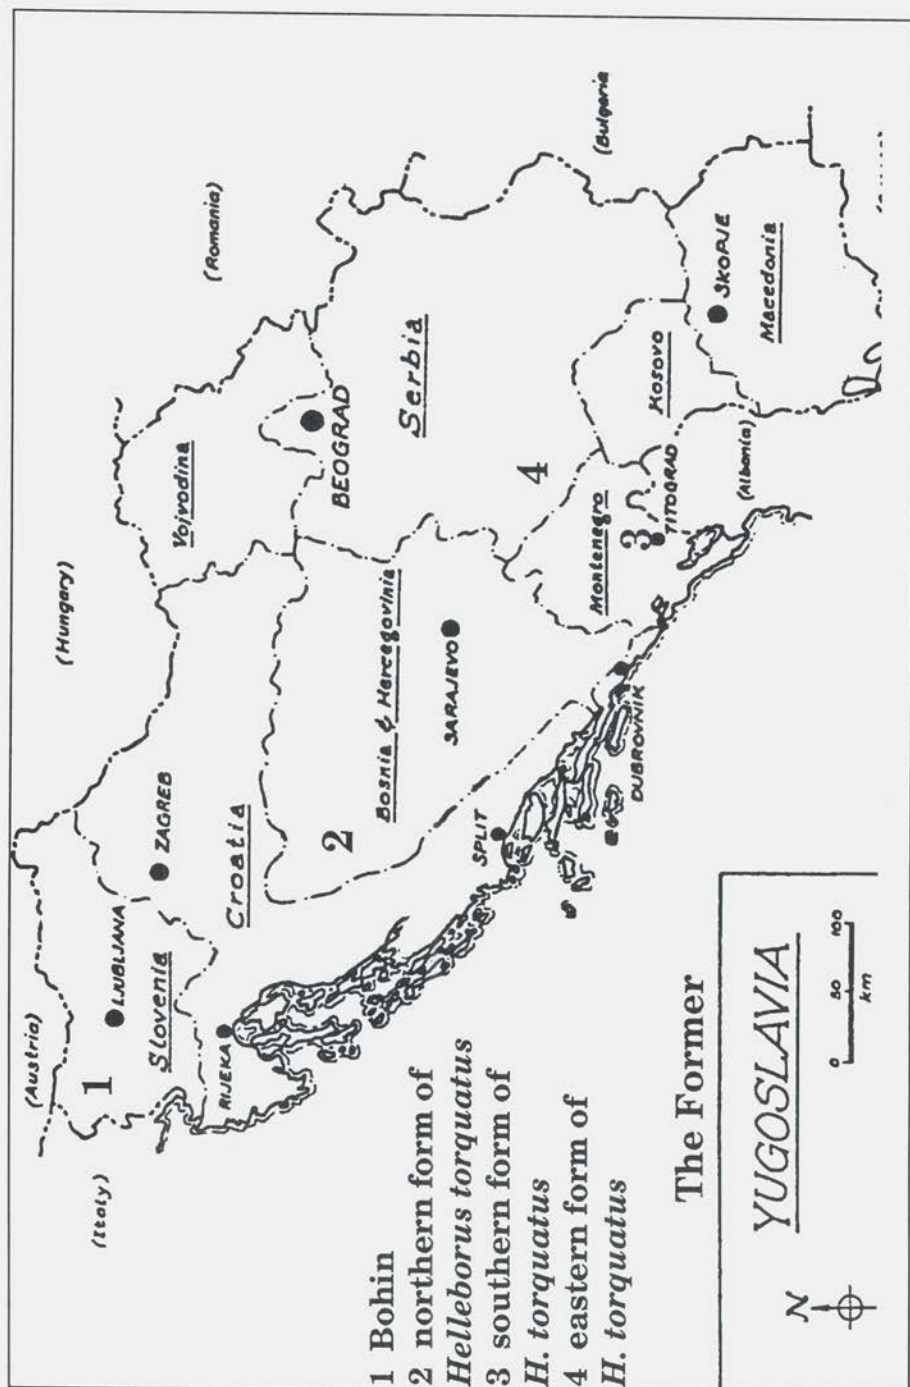 (Austria)
(Hungary)
(Romania)
(Italy)
1
LJUBLJANA
Slovenia
ZAGREB
Vojvodina
RIJEKA
Croatia
BEOGRAD
2
Bosnia & Hercegovinia
Serbia
SARAJEVO
SPLIT
4
(Bulgaria)
Montenegro
Kosovo
DUBROVNIK
3
TITOGRAD
SKOPJE
(Albania)
Macedonia
1 Bohin
2 northern form of
Helleborus torquatus
3 southern form of
H. torquatus
4 eastern form of
H. torquatus
The Former
YUGOSLAVIA
N
0 50 100
km